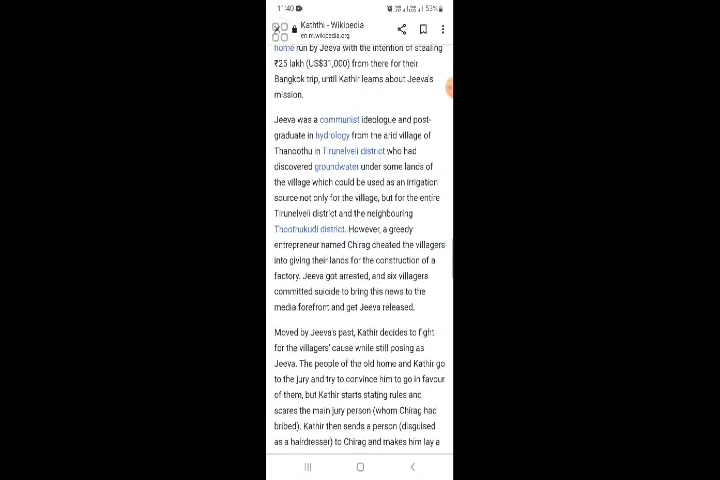 11:40
53%
Kaththi - Wikipedia
en.m.wikipedia.org
home run by Jeeva with the intention of stealing
₹25 lakh (US$31,000) from there for their
Bangkok trip, until Kathir learns about Jeeva's
mission.
Jeeva was a communist ideologue and post-
graduate in hydrology from the arid village of
Thanoothu in Tirunelveli district who had
discovered groundwater under some lands of
the village which could be used as an irrigation
source not only for the village, but for the entire
Tirunelveli district and the neighbouring
Thoothukudi district. However, a greedy
entrepreneur named Chirag cheated the villagers
into giving their lands for the construction of a
factory. Jeeva got arrested, and six villagers
committed suicide to bring this news to the
media forefront and get Jeeva released.
Moved by Jeeva's past, Kathir decides to fight
for the villagers' cause while still posing as
Jeeva. The people of the old home and Kathir go
to the jury and try to convince him to go in favour
of them, but Kathir starts stating rules and
scares the main jury person (whom Chirag had
bribed). Kathir then sends a person (disguised
as a hairdresser) to Chirag and makes him lay a